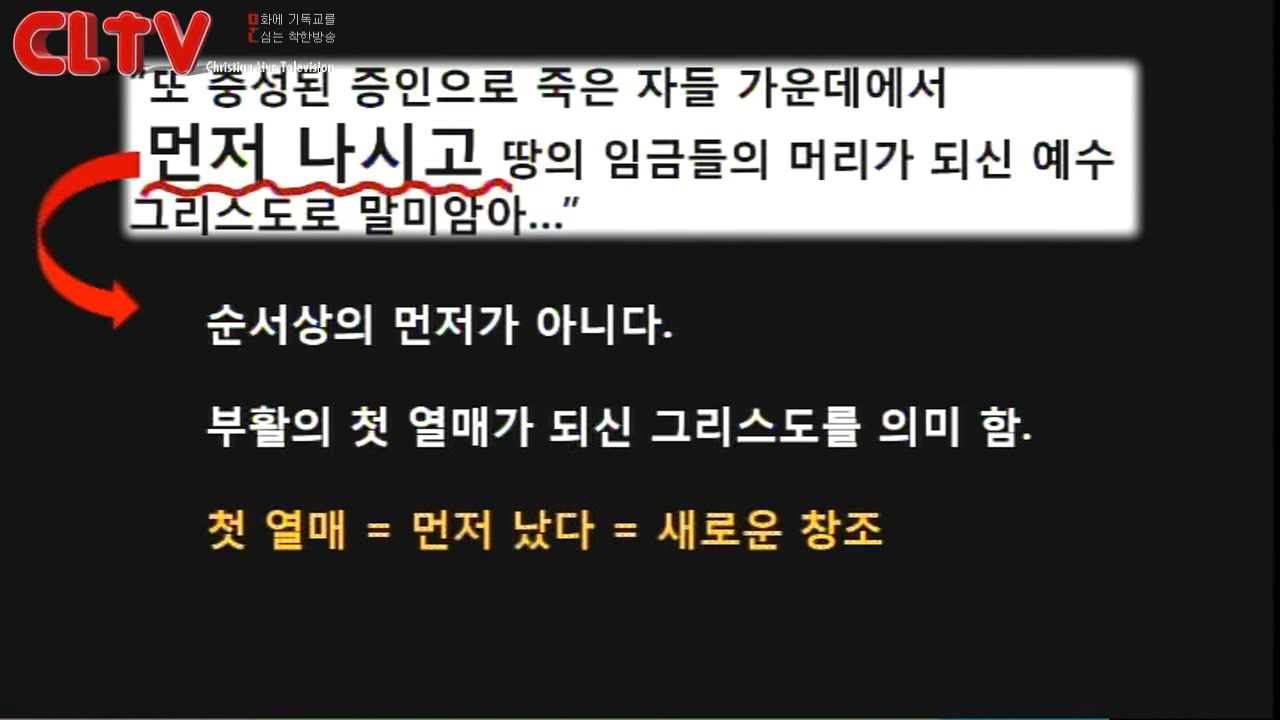 CLTV
문화에 기독교를
심는 착한방송
Christian Live Television
"또 충성된 증인으로 죽은 자들 가운데에서
먼저 나시고 땅의 임금들의 머리가 되신 예수
그리스도로 말미암아..."
순서상의 먼저가 아니다.
부활의 첫 열매가 되신 그리스도를 의미 함.
첫 열매 = 먼저 났다 = 새로운 창조